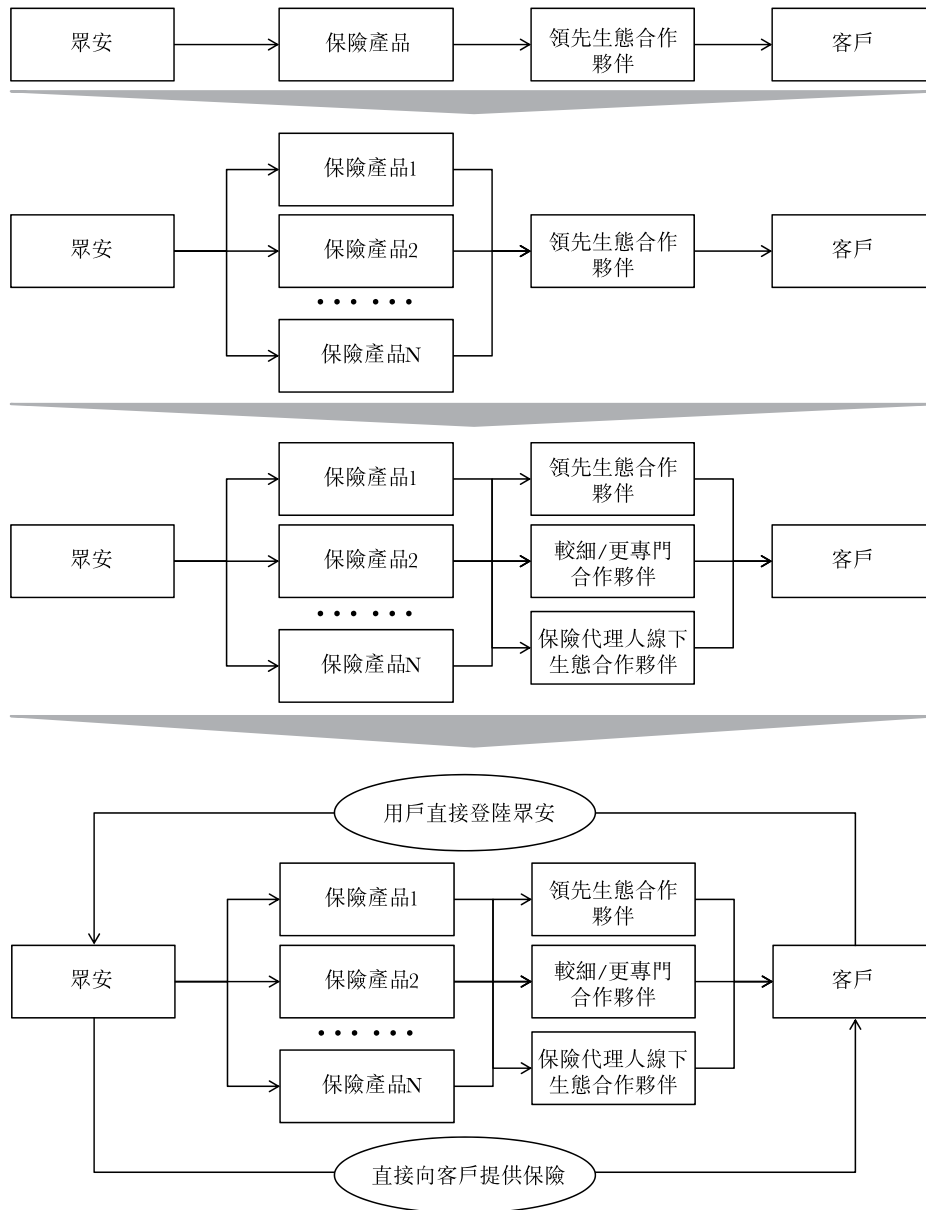 眾安
保險產品
領先生態合作
夥伴
客戶
保險產品1
眾安
保險產品2
領先生態合作
夥伴
客戶
• • • • • •
保險產品N
保險產品1
領先生態合作
夥伴
眾安
保險產品2
較細/更專門
合作夥伴
客戶
• • • • • •
保險產品N
保險代理人線下
生態合作夥伴
用戶直接登陸眾安
保險產品1
領先生態合作
夥伴
眾安
保險產品2
較細/更專門
合作夥伴
客戶
• • • • • •
保險產品N
保險代理人線下
生態合作夥伴
直接向客戶提供保險